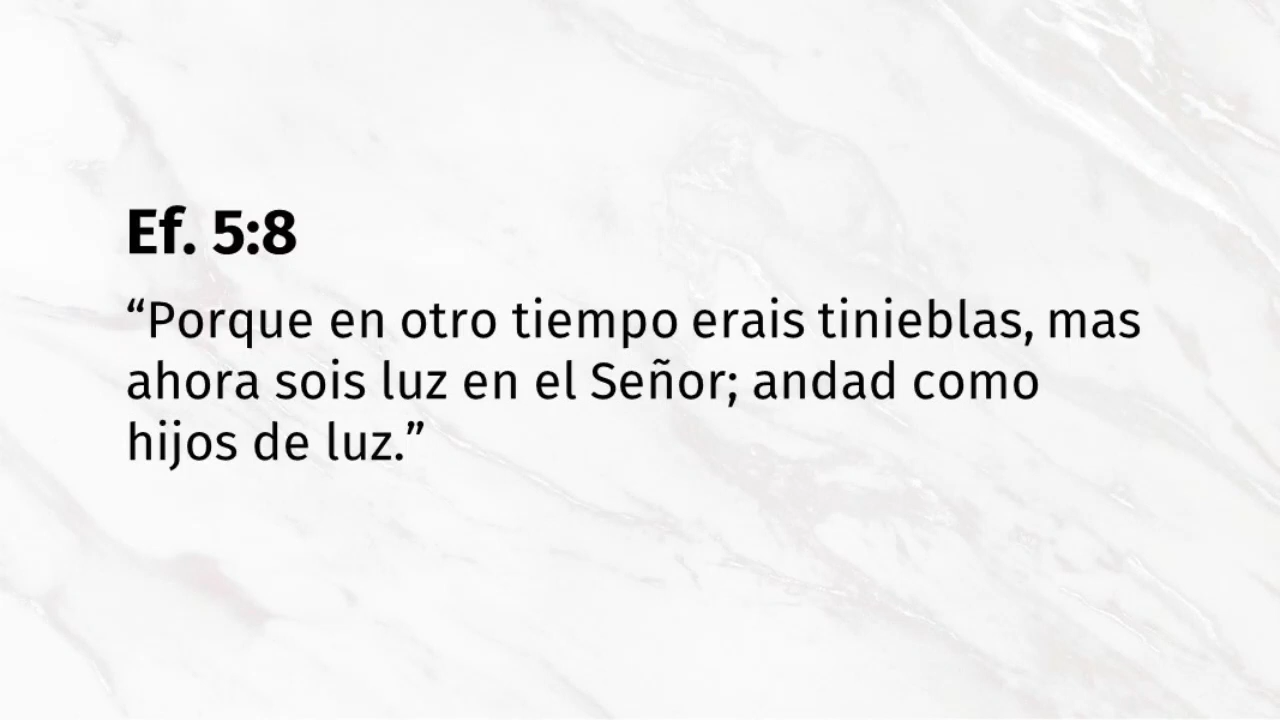 Ef. 5:8
“Porque en otro tiempo erais tinieblas, mas
ahora sois luz en el Señor; andad como
hijos de luz.”